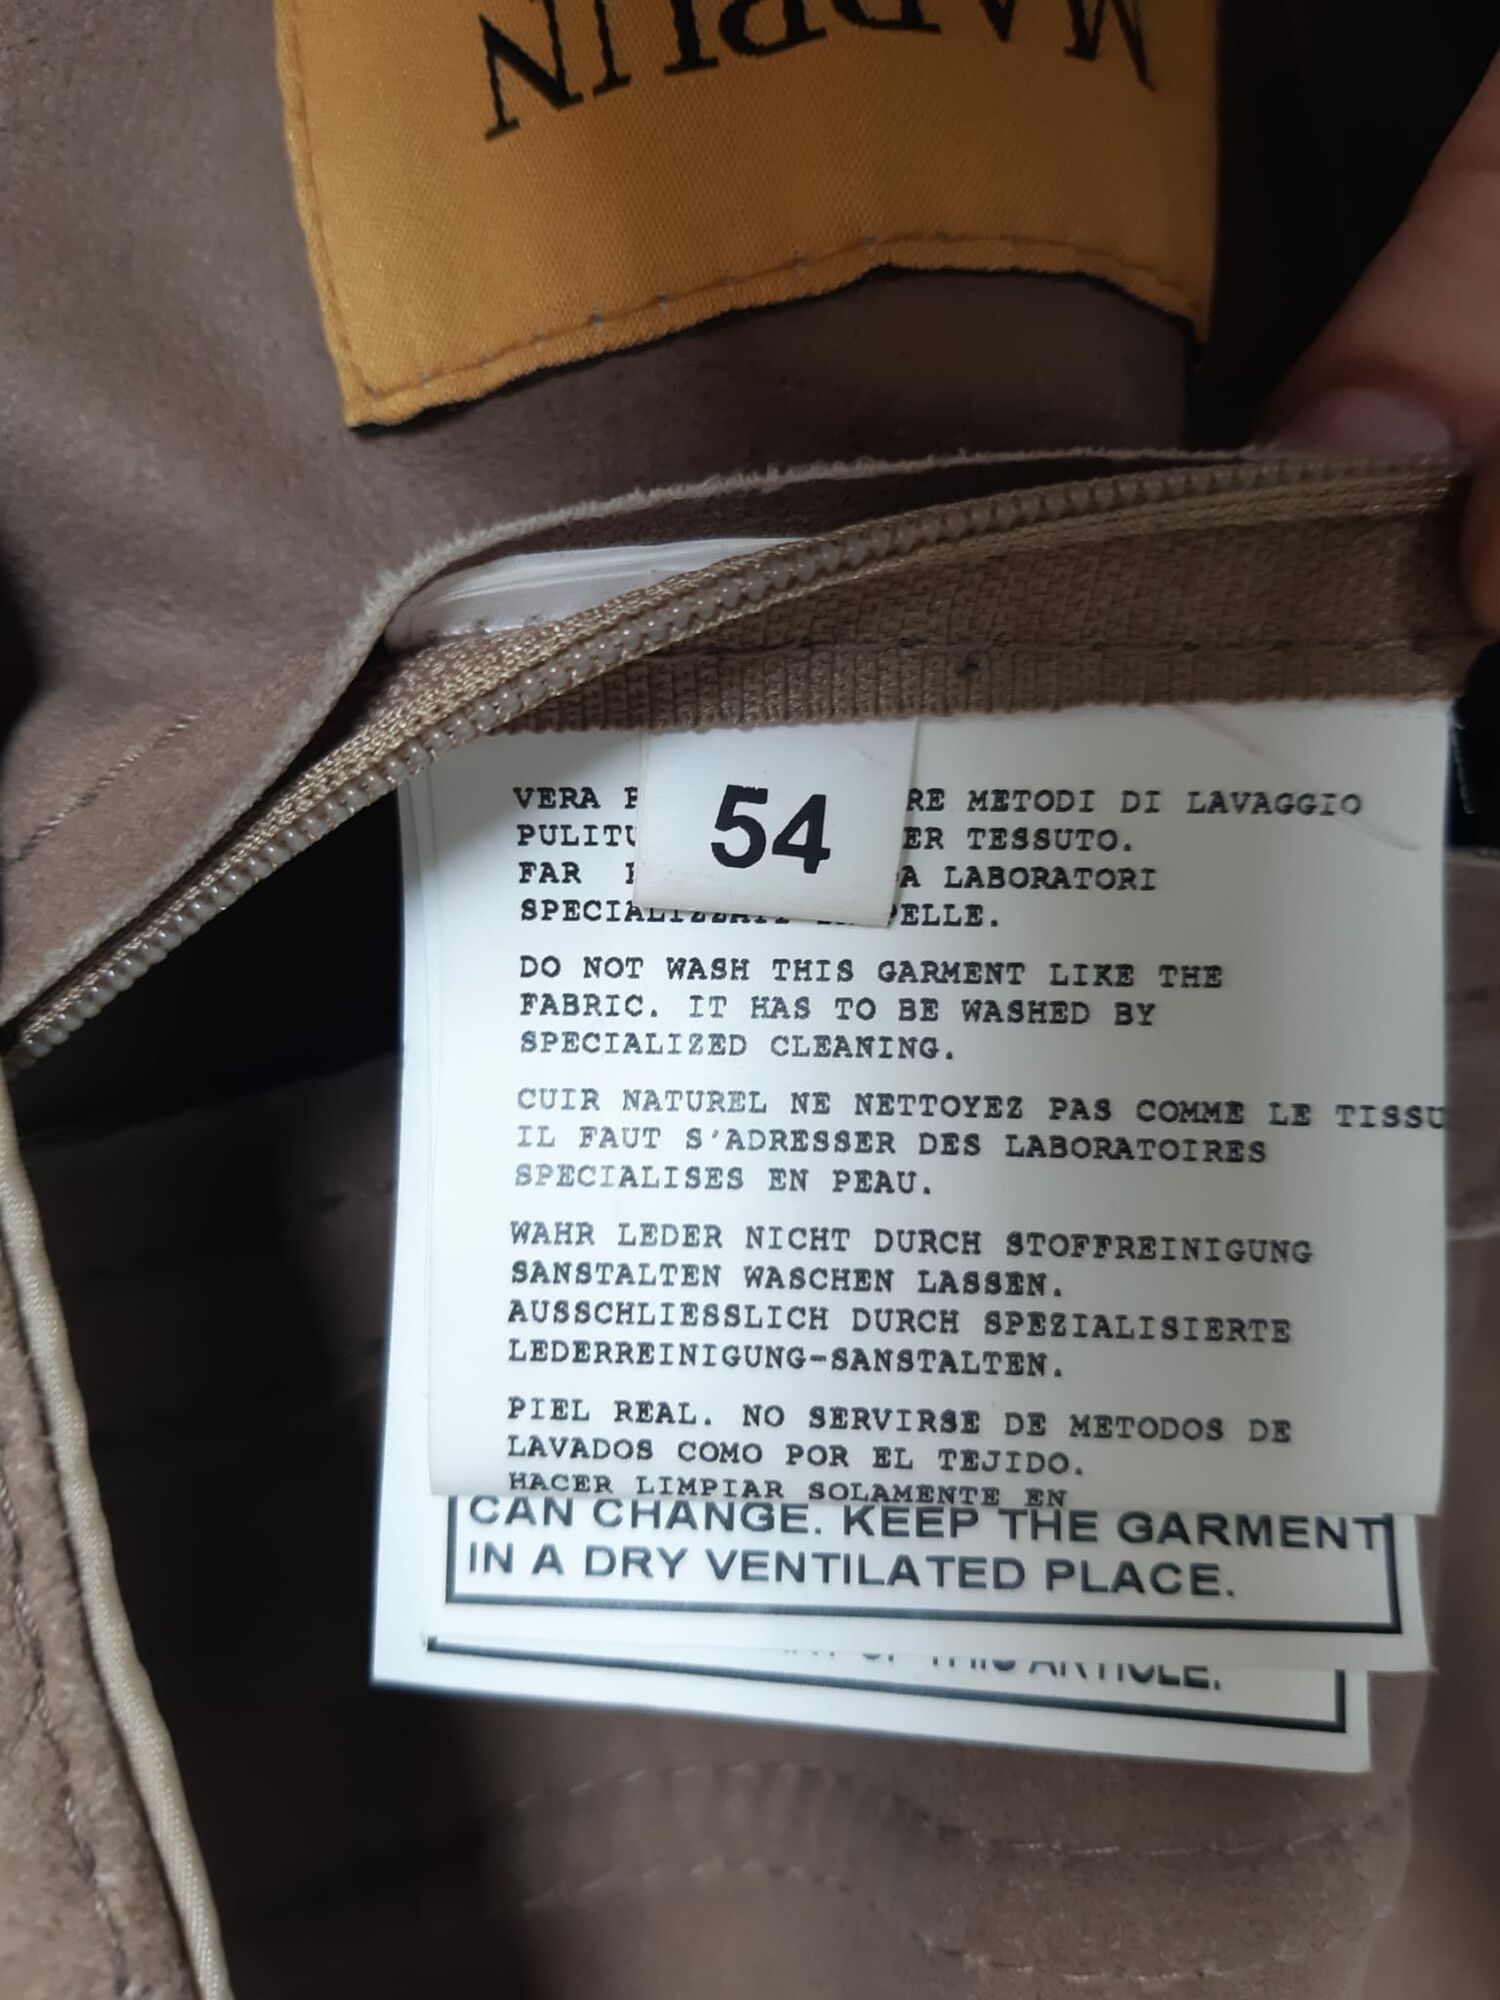 MARLIN
54
VERA RE METODI DI LAVAGGIO
ER TESSUTO.
FAR A LABORATORI
PELLE.
DO NOT WASH THIS GARMENT LIKE THE
FABRIC. IT HAS TO BE WASHED BY
SPECIALIZED CLEANING.
CUIR NATUREL NE NETTOYEZ PAS COMME LE TISSU
IL FAUT S'ADRESSER DES LABORATOIRES
SPECIALISES EN PEAU.
WAHR LEDER NICHT DURCH STOFFREINIGUNG
SANSTALTEN WASCHEN LASSEN.
AUSSCHLIESSLICH DURCH SPEZIALISIERTE
LEDERREINIGUNG-SANSTALTEN.
PIEL REAL. NO SERVIRSE DE METODOS DE
LAVADOS COMO POR EL TEJIDO.
HACER LIMPIAR SOLAMENTE EN
CAN CHANGE. KEEP THE GARMENT
IN A DRY VENTILATED PLACE.
OF THIS ARTICLE.